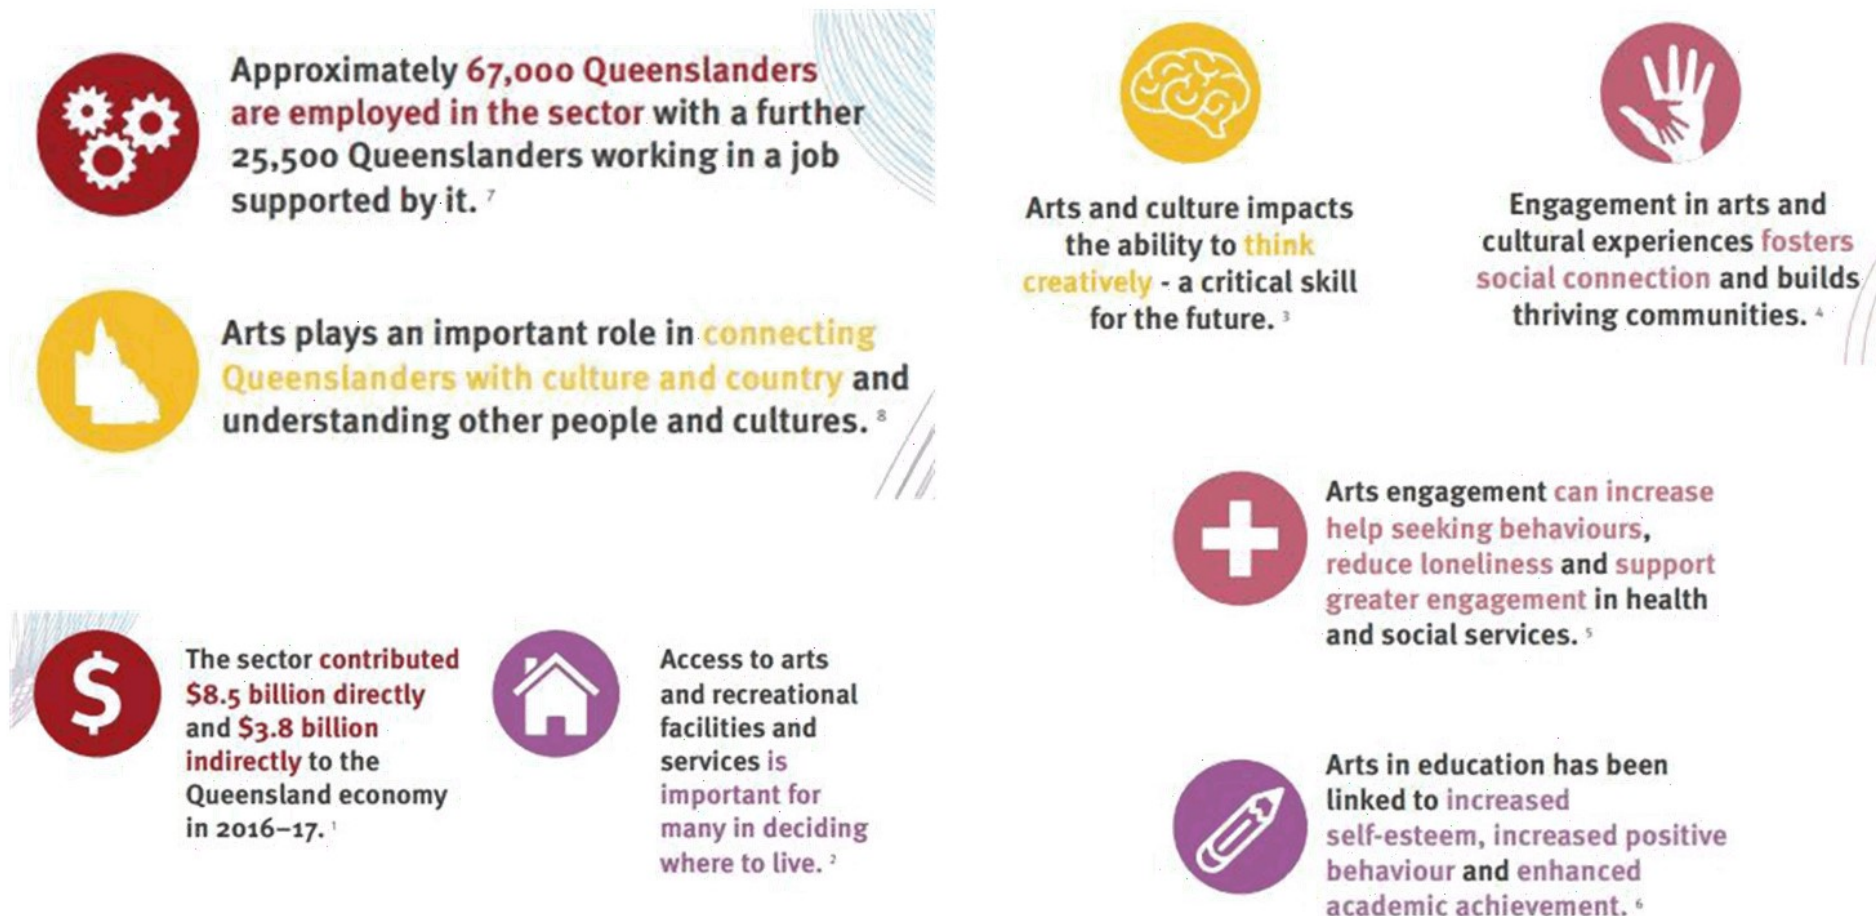 Approximately 67,000 Queenslanders
are employed in the sector with a further
25,500 Queenslanders working in a job
supported by it. 7
Arts plays an important role in connecting
Queenslanders with culture and country and
understanding other people and cultures. 8
$
The sector contributed
$8.5 billion directly
and $3.8 billion
indirectly to the
Queensland economy
in 2016–17. 1
Access to arts
and recreational
facilities and
services is
important for
many in deciding
where to live. 2
Arts and culture impacts
the ability to think
creatively - a critical skill
for the future. 3
Engagement in arts and
cultural experiences fosters
social connection and builds
thriving communities. 4
Arts engagement can increase
help seeking behaviours,
reduce loneliness and support
greater engagement in health
and social services. 5
Arts in education has been
linked to increased
self-esteem, increased positive
behaviour and enhanced
academic achievement. 6